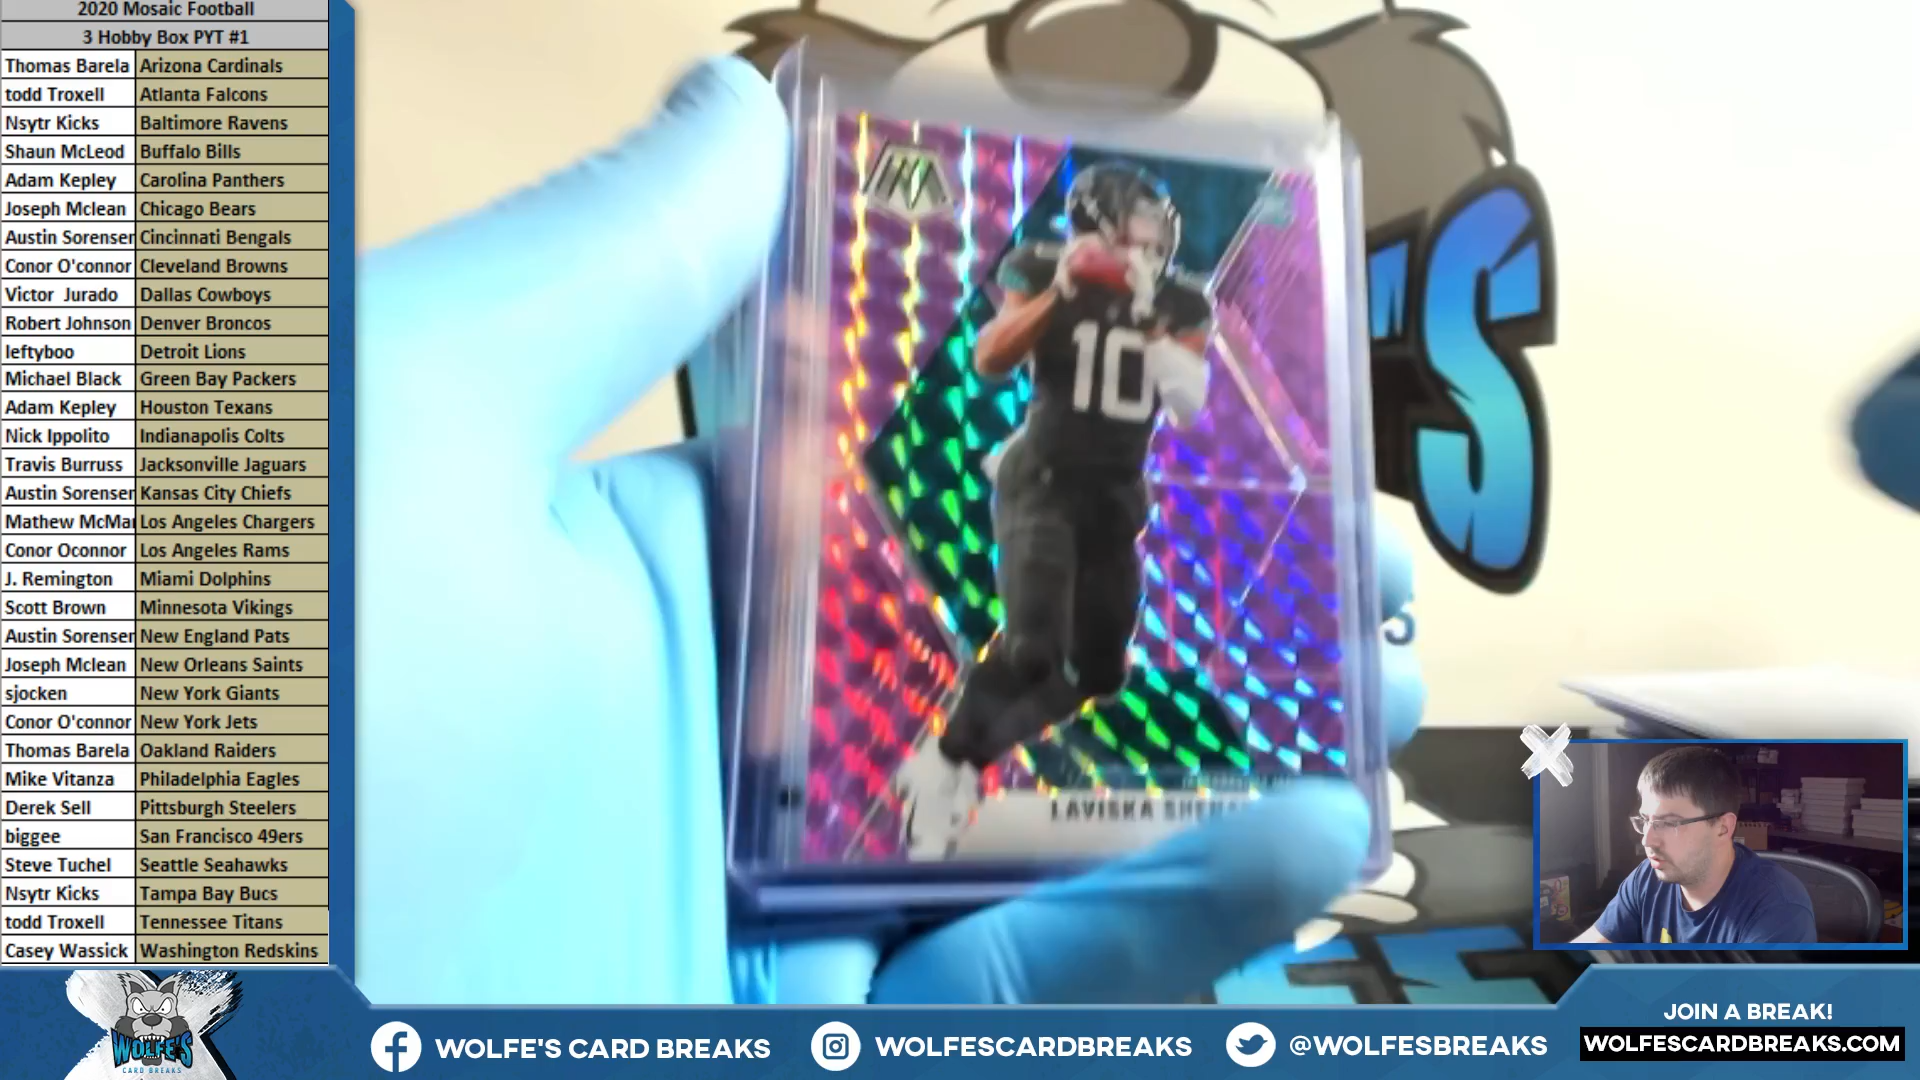 2020 Mosaic Football
3 Hobby Box PYT #1
Thomas Barela Arizona Cardinals
todd Troxell Atlanta Falcons
Nsytr Kicks Baltimore Ravens
Shaun McLeod Buffalo Bills
Adam Kepley Carolina Panthers
Joseph Mclean Chicago Bears
Austin Sorensen Cincinnati Bengals
Conor O'connor Cleveland Browns
Victor Jurado Dallas Cowboys
Robert Johnson Denver Broncos
leftyboo Detroit Lions
Michael Black Green Bay Packers
Adam Kepley Houston Texans
Nick Ippolito Indianapolis Colts
Travis Burruss Jacksonville Jaguars
Austin Sorensen Kansas City Chiefs
Mathew McMa Los Angeles Chargers
Conor Oconnor Los Angeles Rams
J. Remington Miami Dolphins
Scott Brown Minnesota Vikings
Austin Sorensen New England Pats
Joseph Mclean New Orleans Saints
sjocken New York Giants
Conor O'connor New York Jets
Thomas Barela Oakland Raiders
Mike Vitanza Philadelphia Eagles
Derek Sell Pittsburgh Steelers
biggee San Francisco 49ers
Steve Tuchel Seattle Seahawks
Nsytr Kicks Tampa Bay Bucs
todd Troxell Tennessee Titans
Casey Wassick Washington Redskins
10
LAVISKA
'S
WOLFE'S
CARD BREAKS
WOLFE'S CARD BREAKS
WOLFESCARDBREAKS
@WOLFESBREAKS
JOIN A BREAK!
WOLFESCARDBREAKS.COM